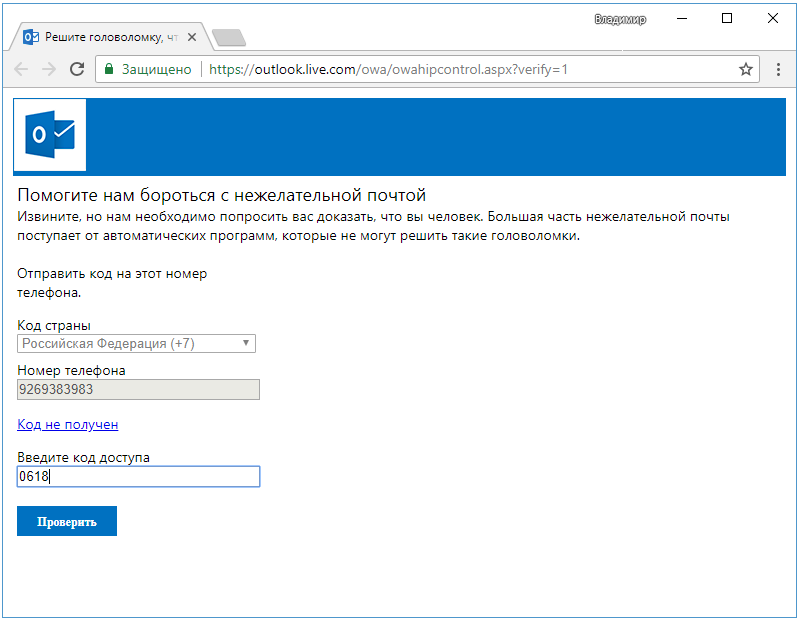 Владимир
Решите головоломку, чт
Защищено
https://outlook.live.com/owa/owahipcontrol.aspx?verify=1
Помогите нам бороться с нежелательной почтой
Извините, но нам необходимо попросить вас доказать, что вы человек. Большая часть нежелательной почты
поступает от автоматических программ, которые не могут решить такие головоломки.
Отправить код на этот номер
телефона.
Код страны
Российская Федерация (+7)
Номер телефона
9269383983
Код не получен
Введите код доступа
0618
Проверить